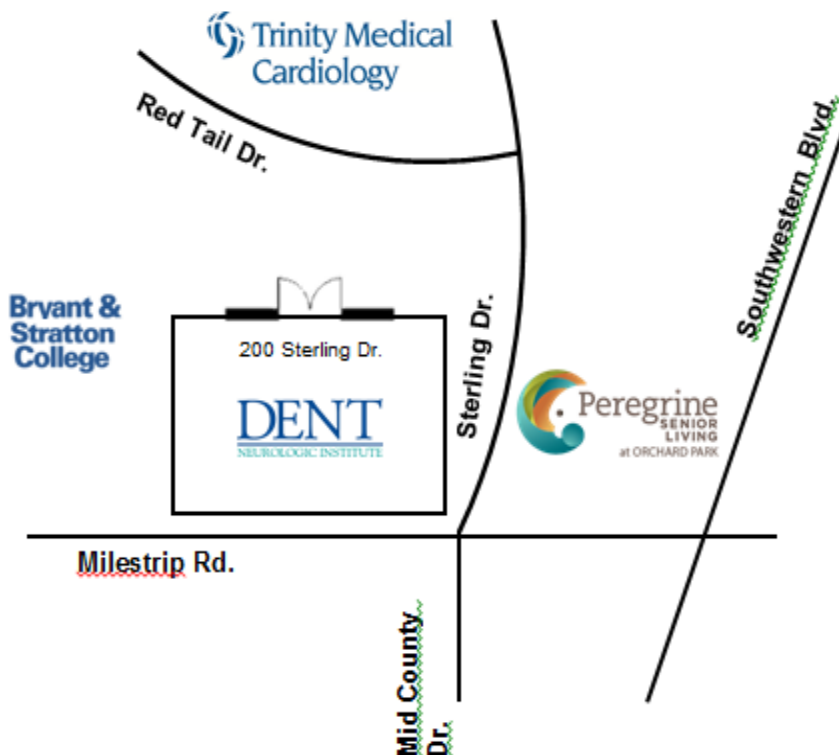 Trinity Medical
Cardiology
Red Tail Dr.
Southwestern Blvd.
Bryant &
Stratton
College
200 Sterling Dr.
DENT
NEUROLOGIC INSTITUTE
Sterling Dr.
Peregrine
SENIOR
LIVING
at ORCHARD PARK
Milestrip Rd.
Mid County
Dr.